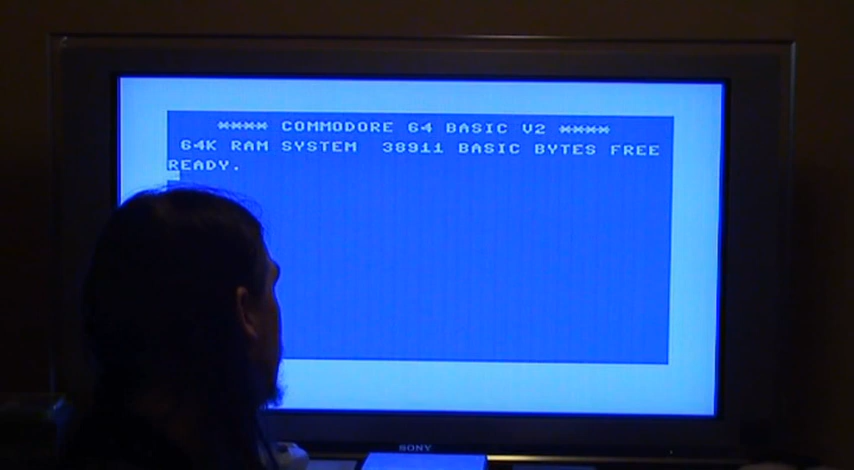 **** COMMODORE 64 BASIC V2 ****
64K RAM SYSTEM 38911 BASIC BYTES FREE
READY.
SONY